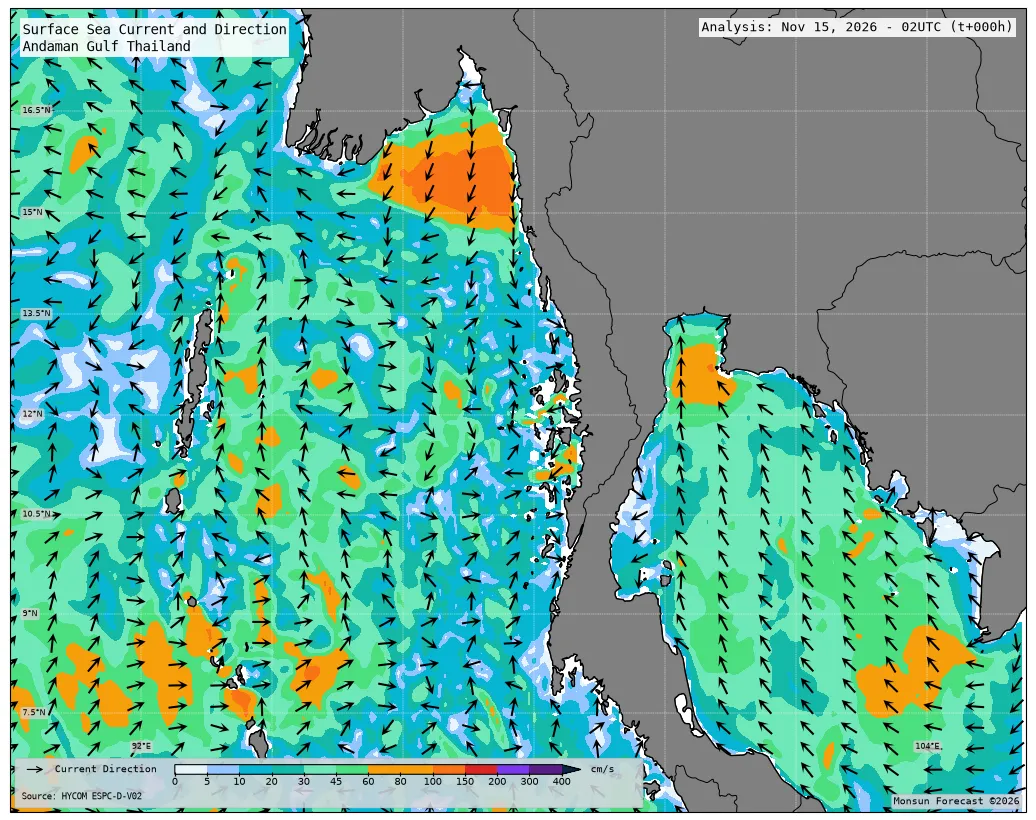 Surface Sea Current and Direction
Andaman Gulf Thailand
Analysis: Nov 15, 2026 - 02UTC (t+000h)
16.5°N
15°N
13.5°N
12°N
10.5°N
9°N
7.5°N
92°E
104°E
Current Direction
cm/s
0 5 10 20 30 45 60 80 100 150 200 300 400
Source: HYCOM ESPC-D-V02
Monsun Forecast ©2026